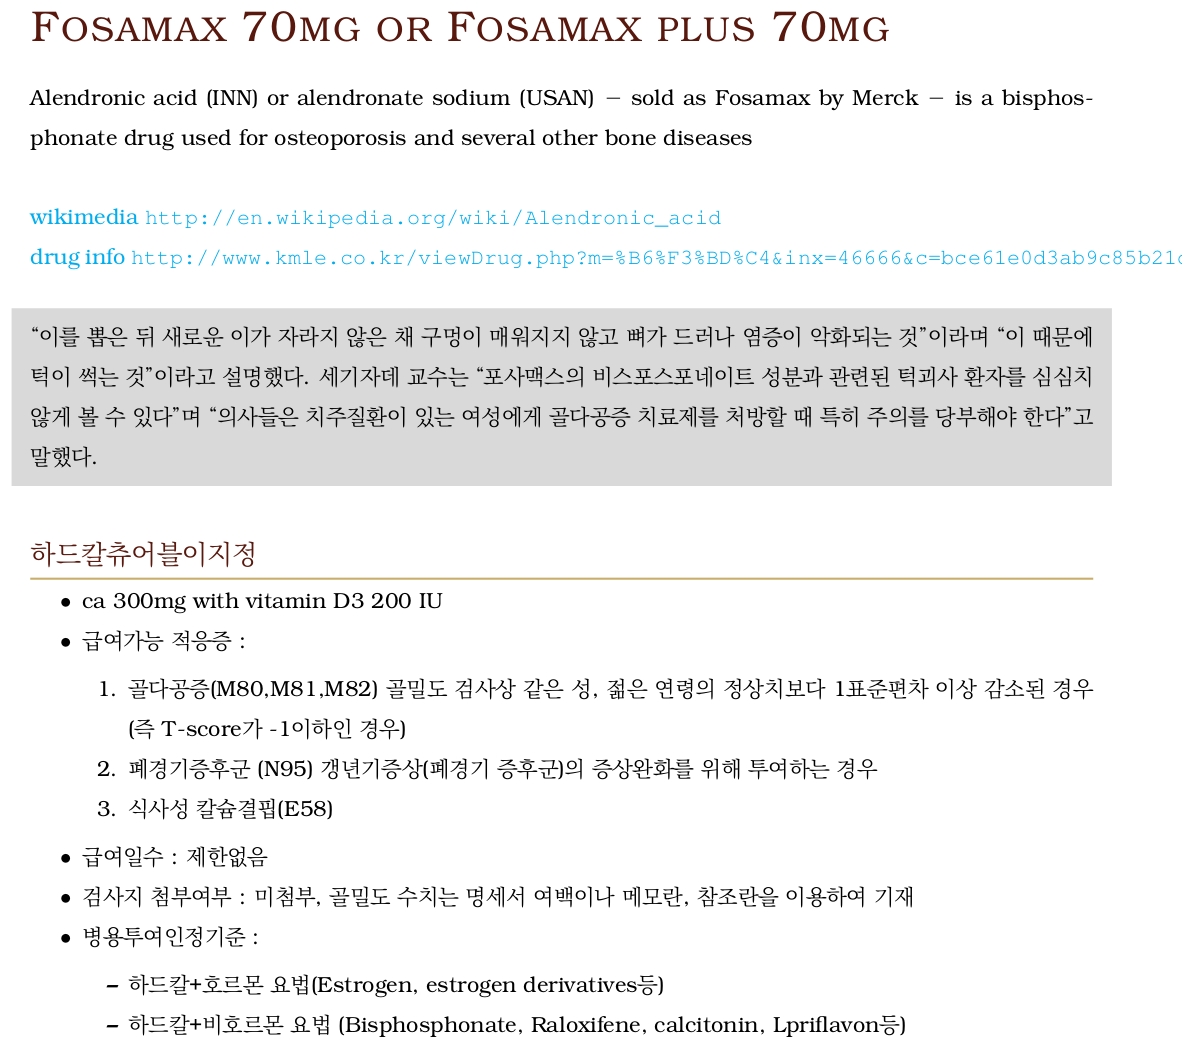 FOSAMAX 70MG OR FOSAMAX PLUS 70MG
Alendronic acid (INN) or alendronate sodium (USAN) – sold as Fosamax by Merck – is a bisphos-
phonate drug used for osteoporosis and several other bone diseases
wikimedia http://en.wikipedia.org/wiki/Alendronic_acid
drug info http://www.kmle.co.kr/viewDrug.php?m=%B6%F3%BD%C4&inx=46666&c=bce61e0d3ab9c85b21
“이를 뽑은 뒤 새로운 이가 자라지 않은 채 구멍이 매워지지 않고 뼈가 드러나 염증이 악화되는 것”이라며 “이 때문에
턱이 썩는 것”이라고 설명했다. 세기자데 교수는 “포사맥스의 비스포스포네이트 성분과 관련된 턱괴사 환자를 심심치
않게 볼 수 있다”며 “의사들은 치주질환이 있는 여성에게 골다공증 치료제를 처방할 때 특히 주의를 당부해야 한다”고
말했다.
하드칼츄어블이지정
• ca 300mg with vitamin D3 200 IU
• 급여가능 적응증 :
1. 골다공증(M80,M81,M82) 골밀도 검사상 같은 성, 젊은 연령의 정상치보다 1표준편차 이상 감소된 경우
(즉 T-score가 -1이하인 경우)
2. 폐경기증후군 (N95) 갱년기증상(폐경기 증후군)의 증상완화를 위해 투여하는 경우
3. 식사성 칼슘결핍(E58)
• 급여일수 : 제한없음
• 검사지 첨부여부 : 미첨부, 골밀도 수치는 명세서 여백이나 메모란, 참조란을 이용하여 기재
• 병용투여인정기준 :
– 하드칼+호르몬 요법(Estrogen, estrogen derivatives등)
– 하드칼+비호르몬 요법 (Bisphosphonate, Raloxifene, calcitonin, Lpriflavon등)